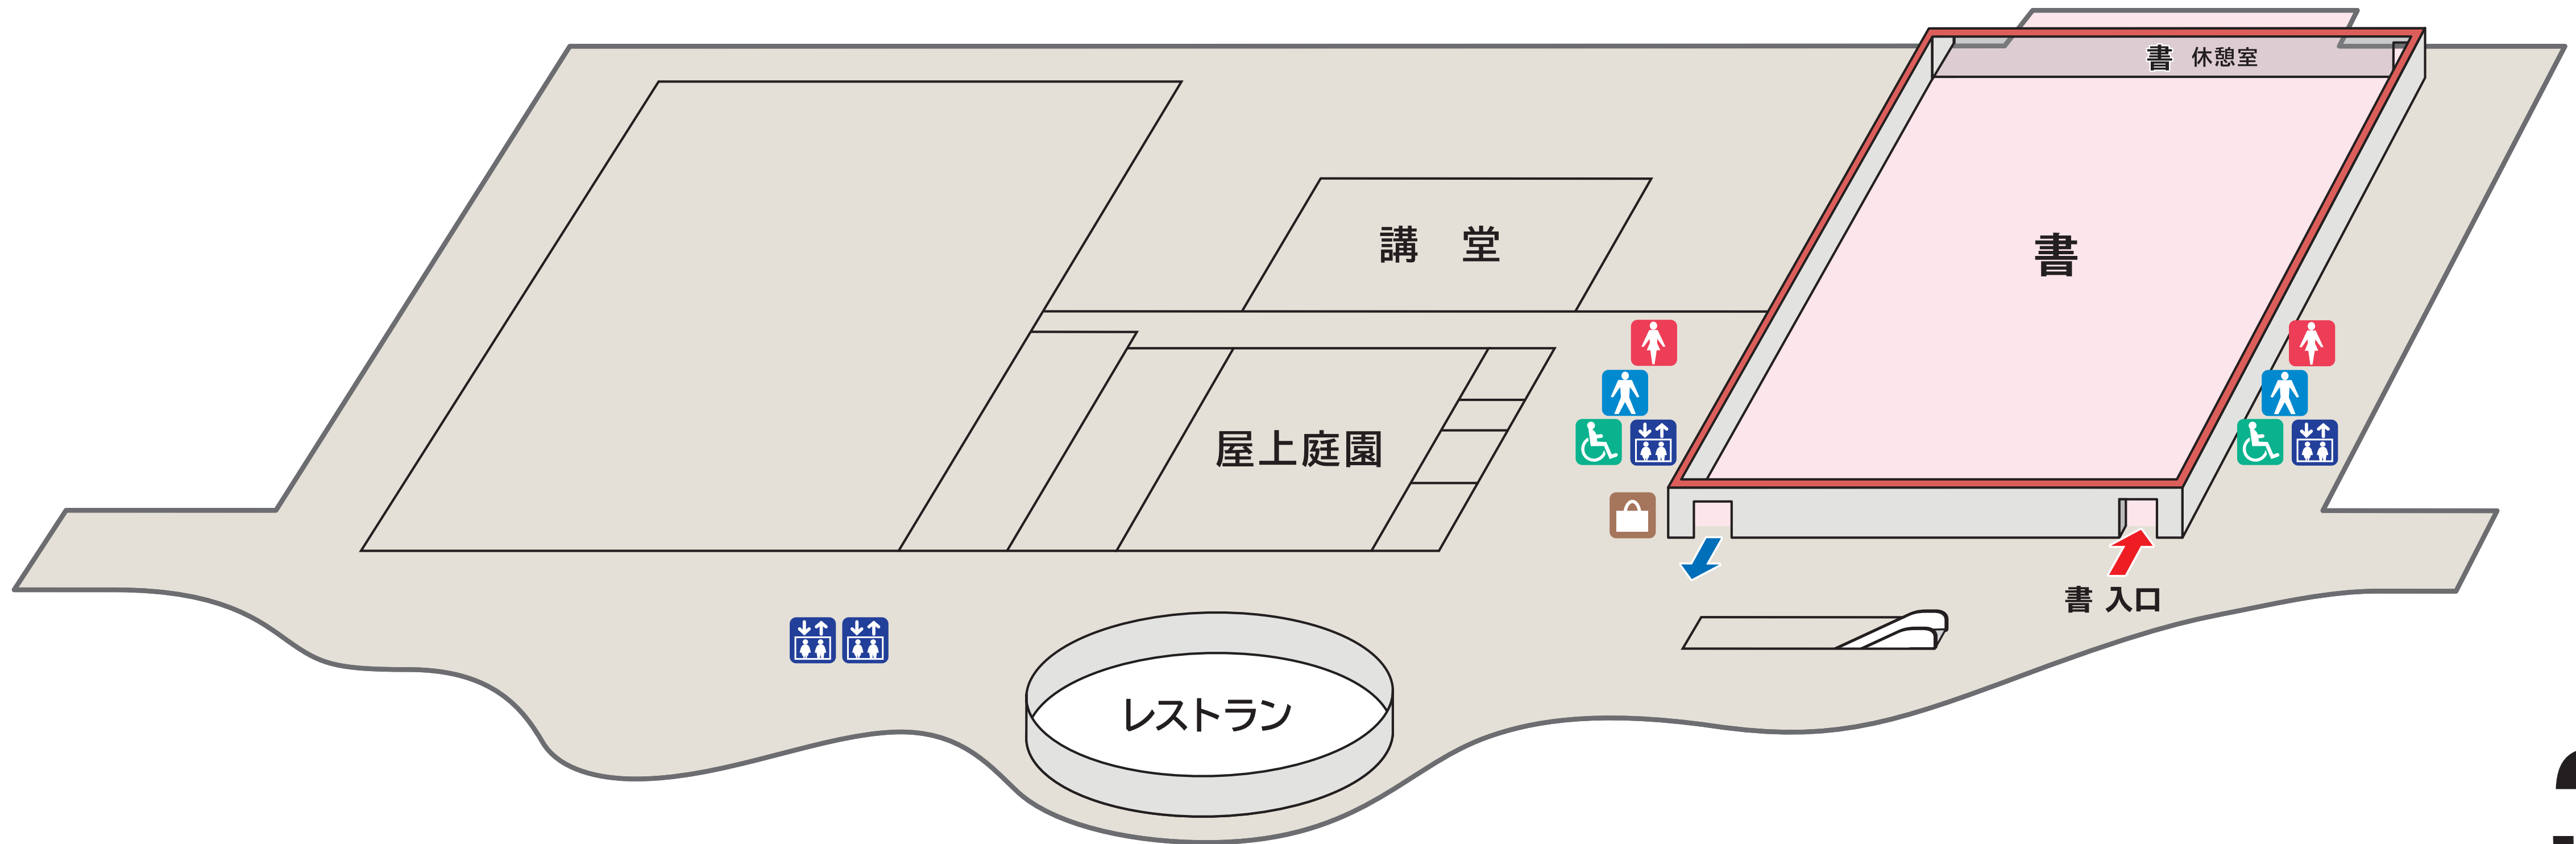 書 休憩室
講 堂
書
屋上庭園
書 入口
レストラン